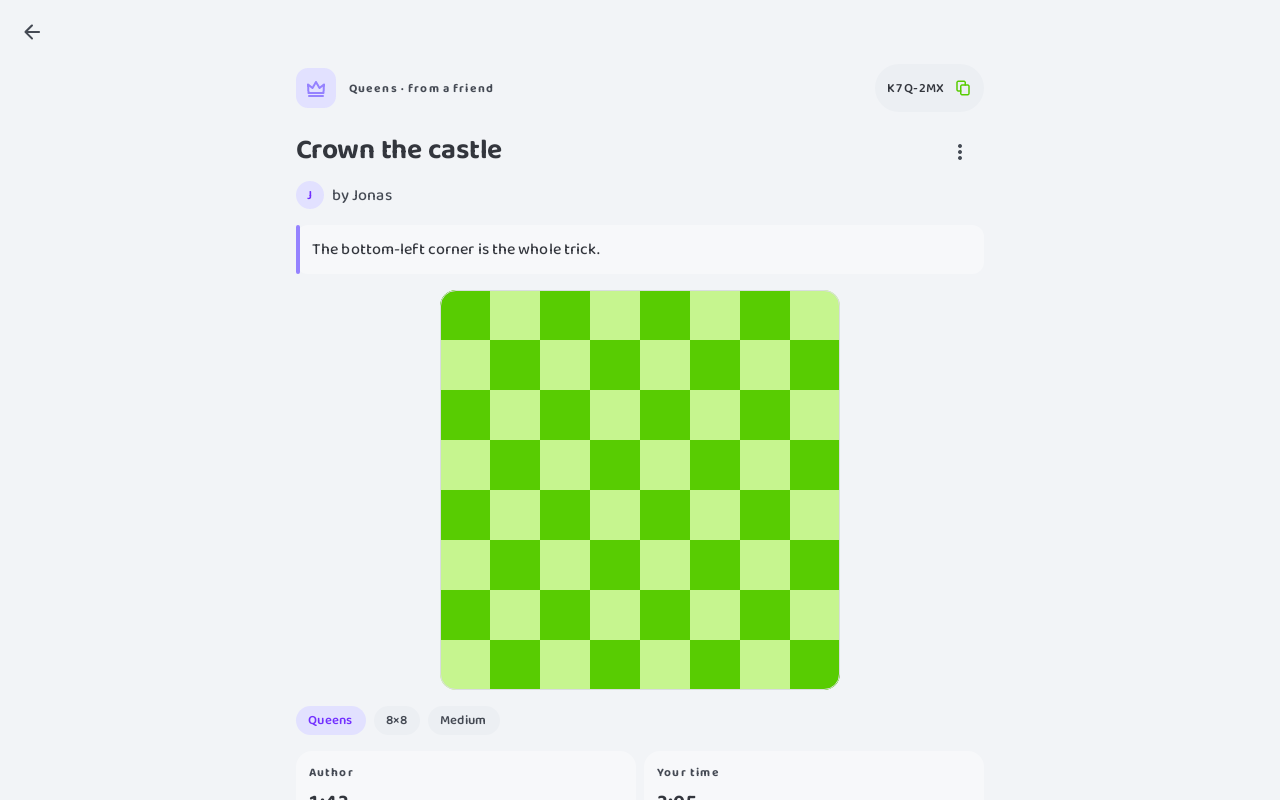 Queens · from a friend
K7Q-2MX
Crown the castle
J
by Jonas
The bottom-left corner is the whole trick.
Queens
8×8
Medium
Author
Your time